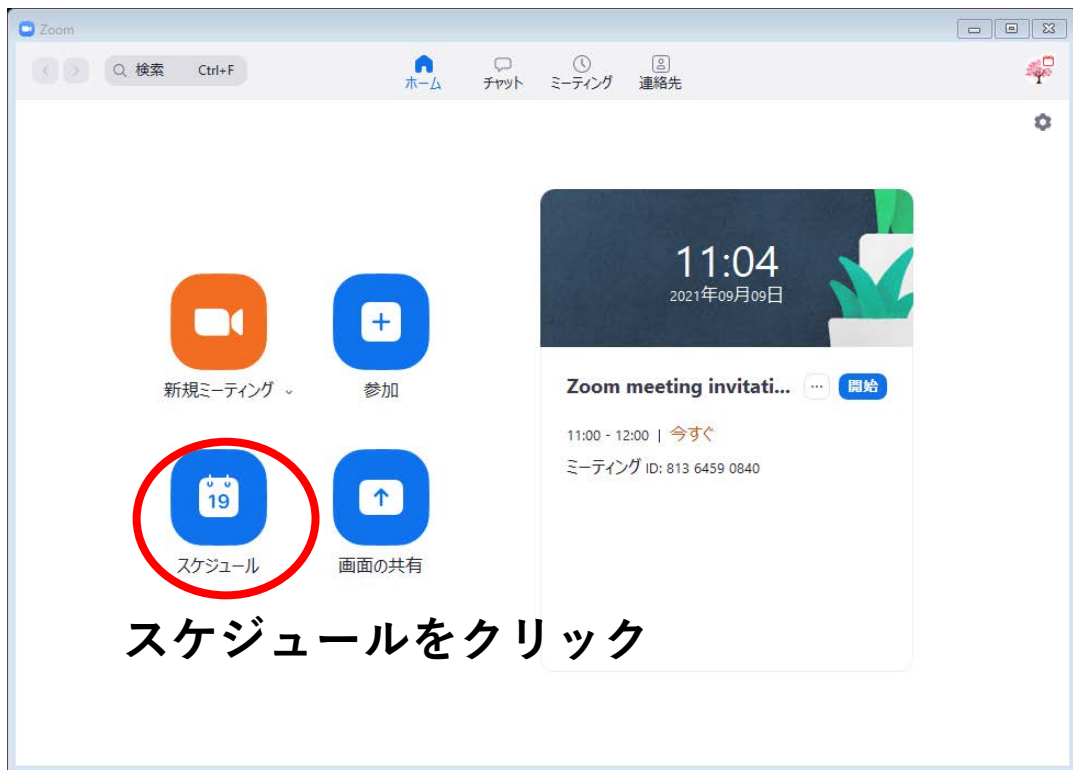 Zoom
検索 Ctrl+F
ホーム
チャット
ミーティング
連絡先
11:04
2021年09月09日
新規ミーティング
参加
Zoom meeting invitati... ... 開始
11:00 - 12:00 | 今すぐ
ミーティング ID: 813 6459 0840
19
スケジュール
画面の共有
スケジュールをクリック